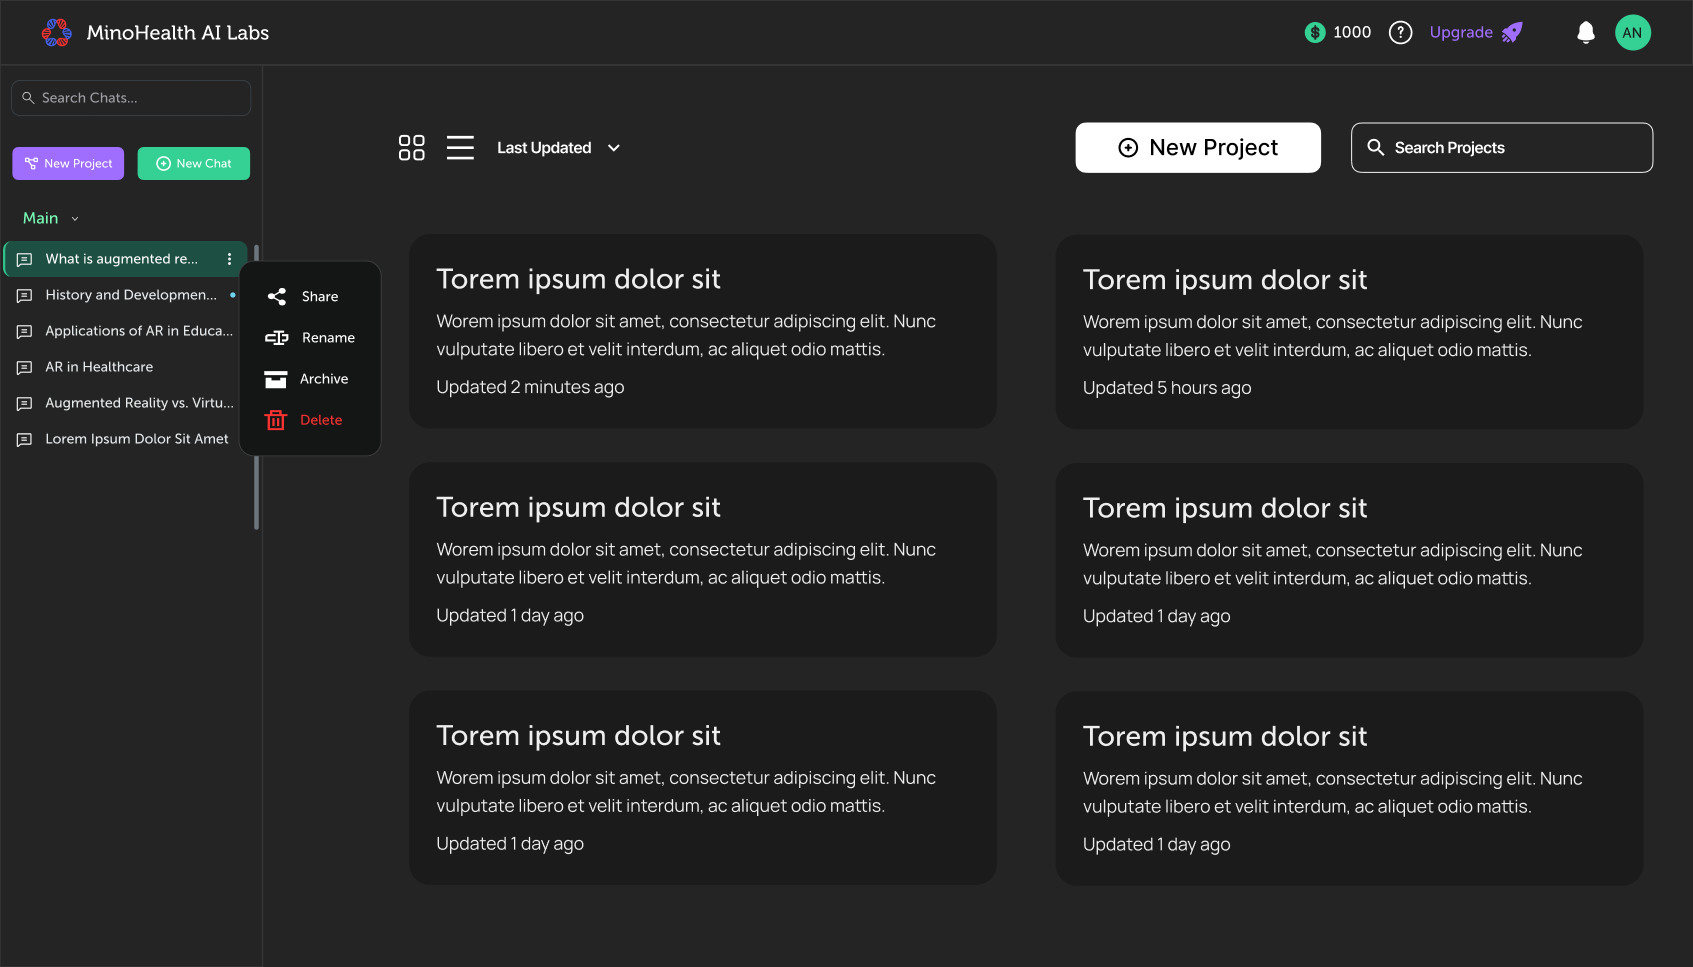 MinoHealth AI Labs
1000
?
Upgrade
AN
Search Chats...
New Project
New Chat
Main
What is augmented re...
History and Developmen...
Applications of AR in Educa...
AR in Healthcare
Augmented Reality vs. Virtu...
Lorem Ipsum Dolor Sit Amet
Share
Rename
Archive
Delete
Last Updated
New Project
Search Projects
Torem ipsum dolor sit
Worem ipsum dolor sit amet, consectetur adipiscing elit. Nunc
vulputate libero et velit interdum, ac aliquet odio mattis.
Updated 2 minutes ago
Torem ipsum dolor sit
Worem ipsum dolor sit amet, consectetur adipiscing elit. Nunc
vulputate libero et velit interdum, ac aliquet odio mattis.
Updated 5 hours ago
Torem ipsum dolor sit
Worem ipsum dolor sit amet, consectetur adipiscing elit. Nunc
vulputate libero et velit interdum, ac aliquet odio mattis.
Updated 1 day ago
Torem ipsum dolor sit
Worem ipsum dolor sit amet, consectetur adipiscing elit. Nunc
vulputate libero et velit interdum, ac aliquet odio mattis.
Updated 1 day ago
Torem ipsum dolor sit
Worem ipsum dolor sit amet, consectetur adipiscing elit. Nunc
vulputate libero et velit interdum, ac aliquet odio mattis.
Updated 1 day ago
Torem ipsum dolor sit
Worem ipsum dolor sit amet, consectetur adipiscing elit. Nunc
vulputate libero et velit interdum, ac aliquet odio mattis.
Updated 1 day ago